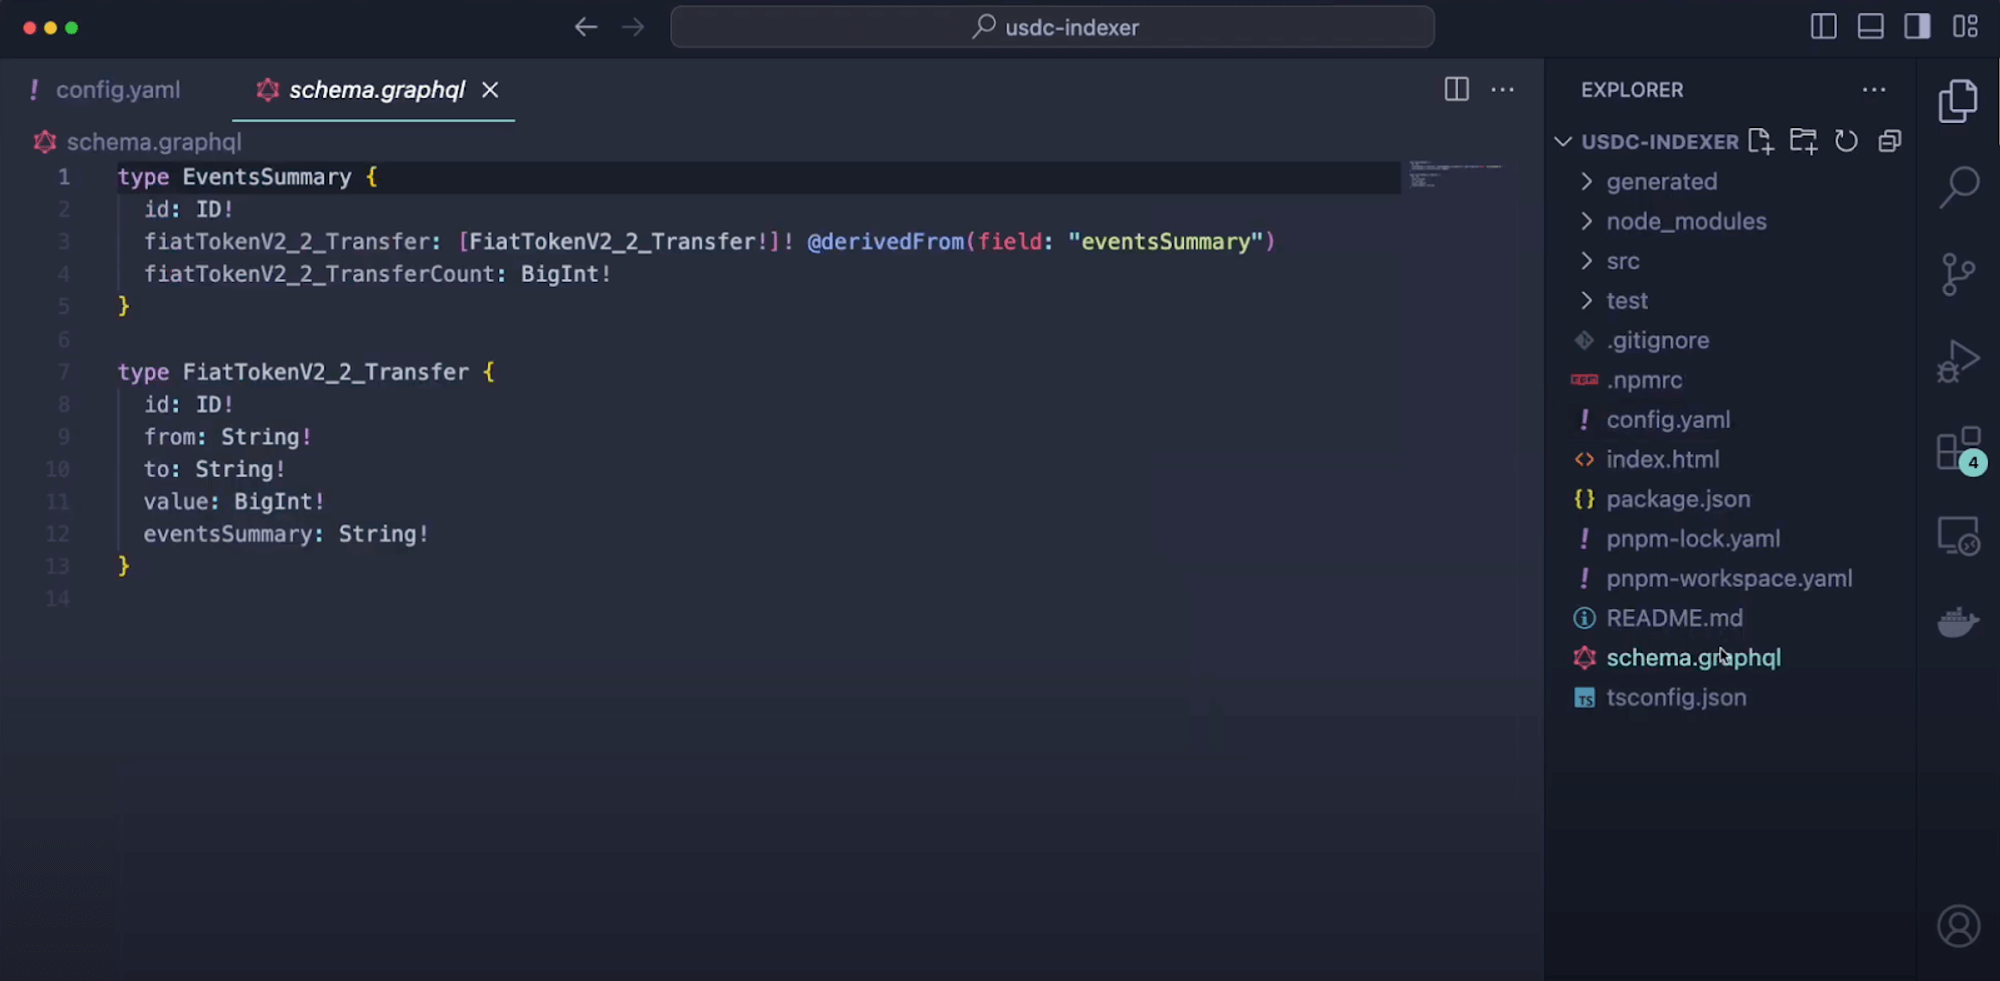 usdc-indexer
config.yaml
schema.graphql
schema.graphql
1 type EventsSummary {
2 id: ID!
3 fiatTokenV2_2_Transfer: [FiatTokenV2_2_Transfer!]! @derivedFrom(field: "eventsSummary")
4 fiatTokenV2_2_TransferCount: BigInt!
5 }
6
7 type FiatTokenV2_2_Transfer {
8 id: ID!
9 from: String!
10 to: String!
11 value: BigInt!
12 eventsSummary: String!
13 }
14
EXPLORER
USDC-INDEXER
generated
node_modules
src
test
.gitignore
.npmrc
config.yaml
index.html
package.json
pnpm-lock.yaml
pnpm-workspace.yaml
README.md
schema.graphql
TS tsconfig.json
4